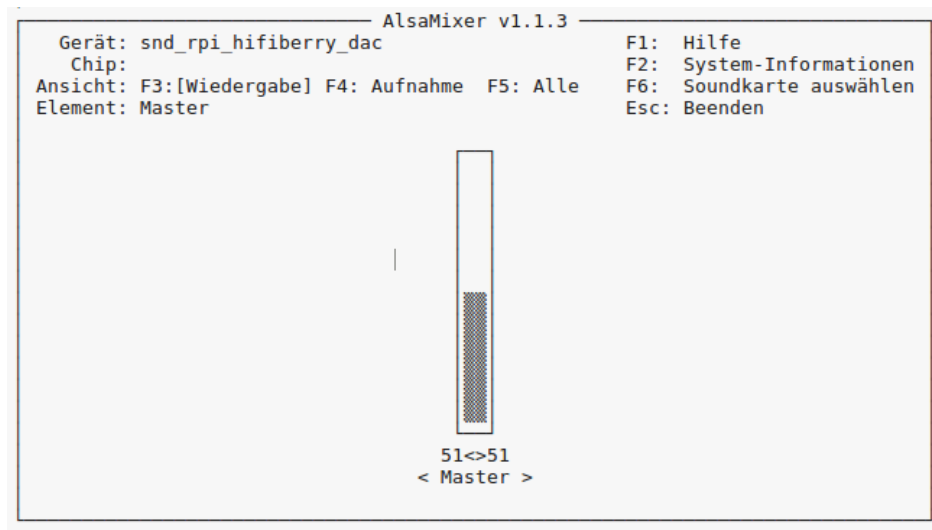 AlsaMixer v1.1.3
Gerät: snd_rpi_hifiberry_dac F1: Hilfe
Chip: F2: System-Informationen
Ansicht: F3:[Wiedergabe] F4: Aufnahme F5: Alle F6: Soundkarte auswählen
Element: Master Esc: Beenden
51<>51
< Master >